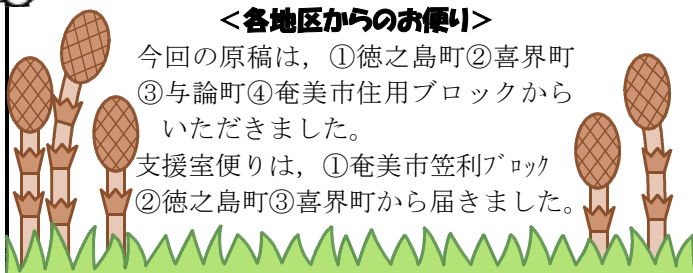 ＜各地区からのお便り＞
今回の原稿は，①徳之島町②喜界町
③与論町④奄美市住用ブロックから
いただきました。
支援室便りは，①奄美市笠利ﾌﾞﾛｯｸ
②徳之島町③喜界町から届きました。